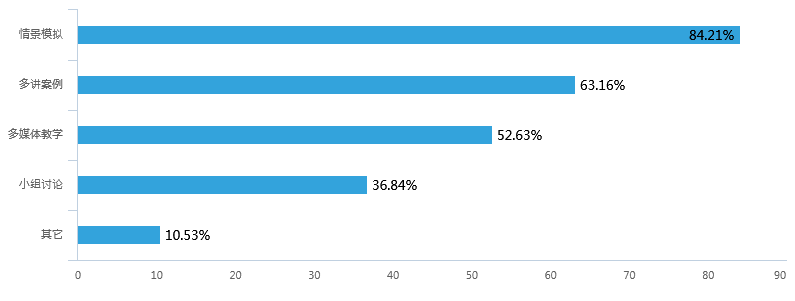 情景模拟 84.21%
多讲案例 63.16%
多媒体教学 52.63%
小组讨论 36.84%
其它 10.53%
0 10 20 30 40 50 60 70 80 90